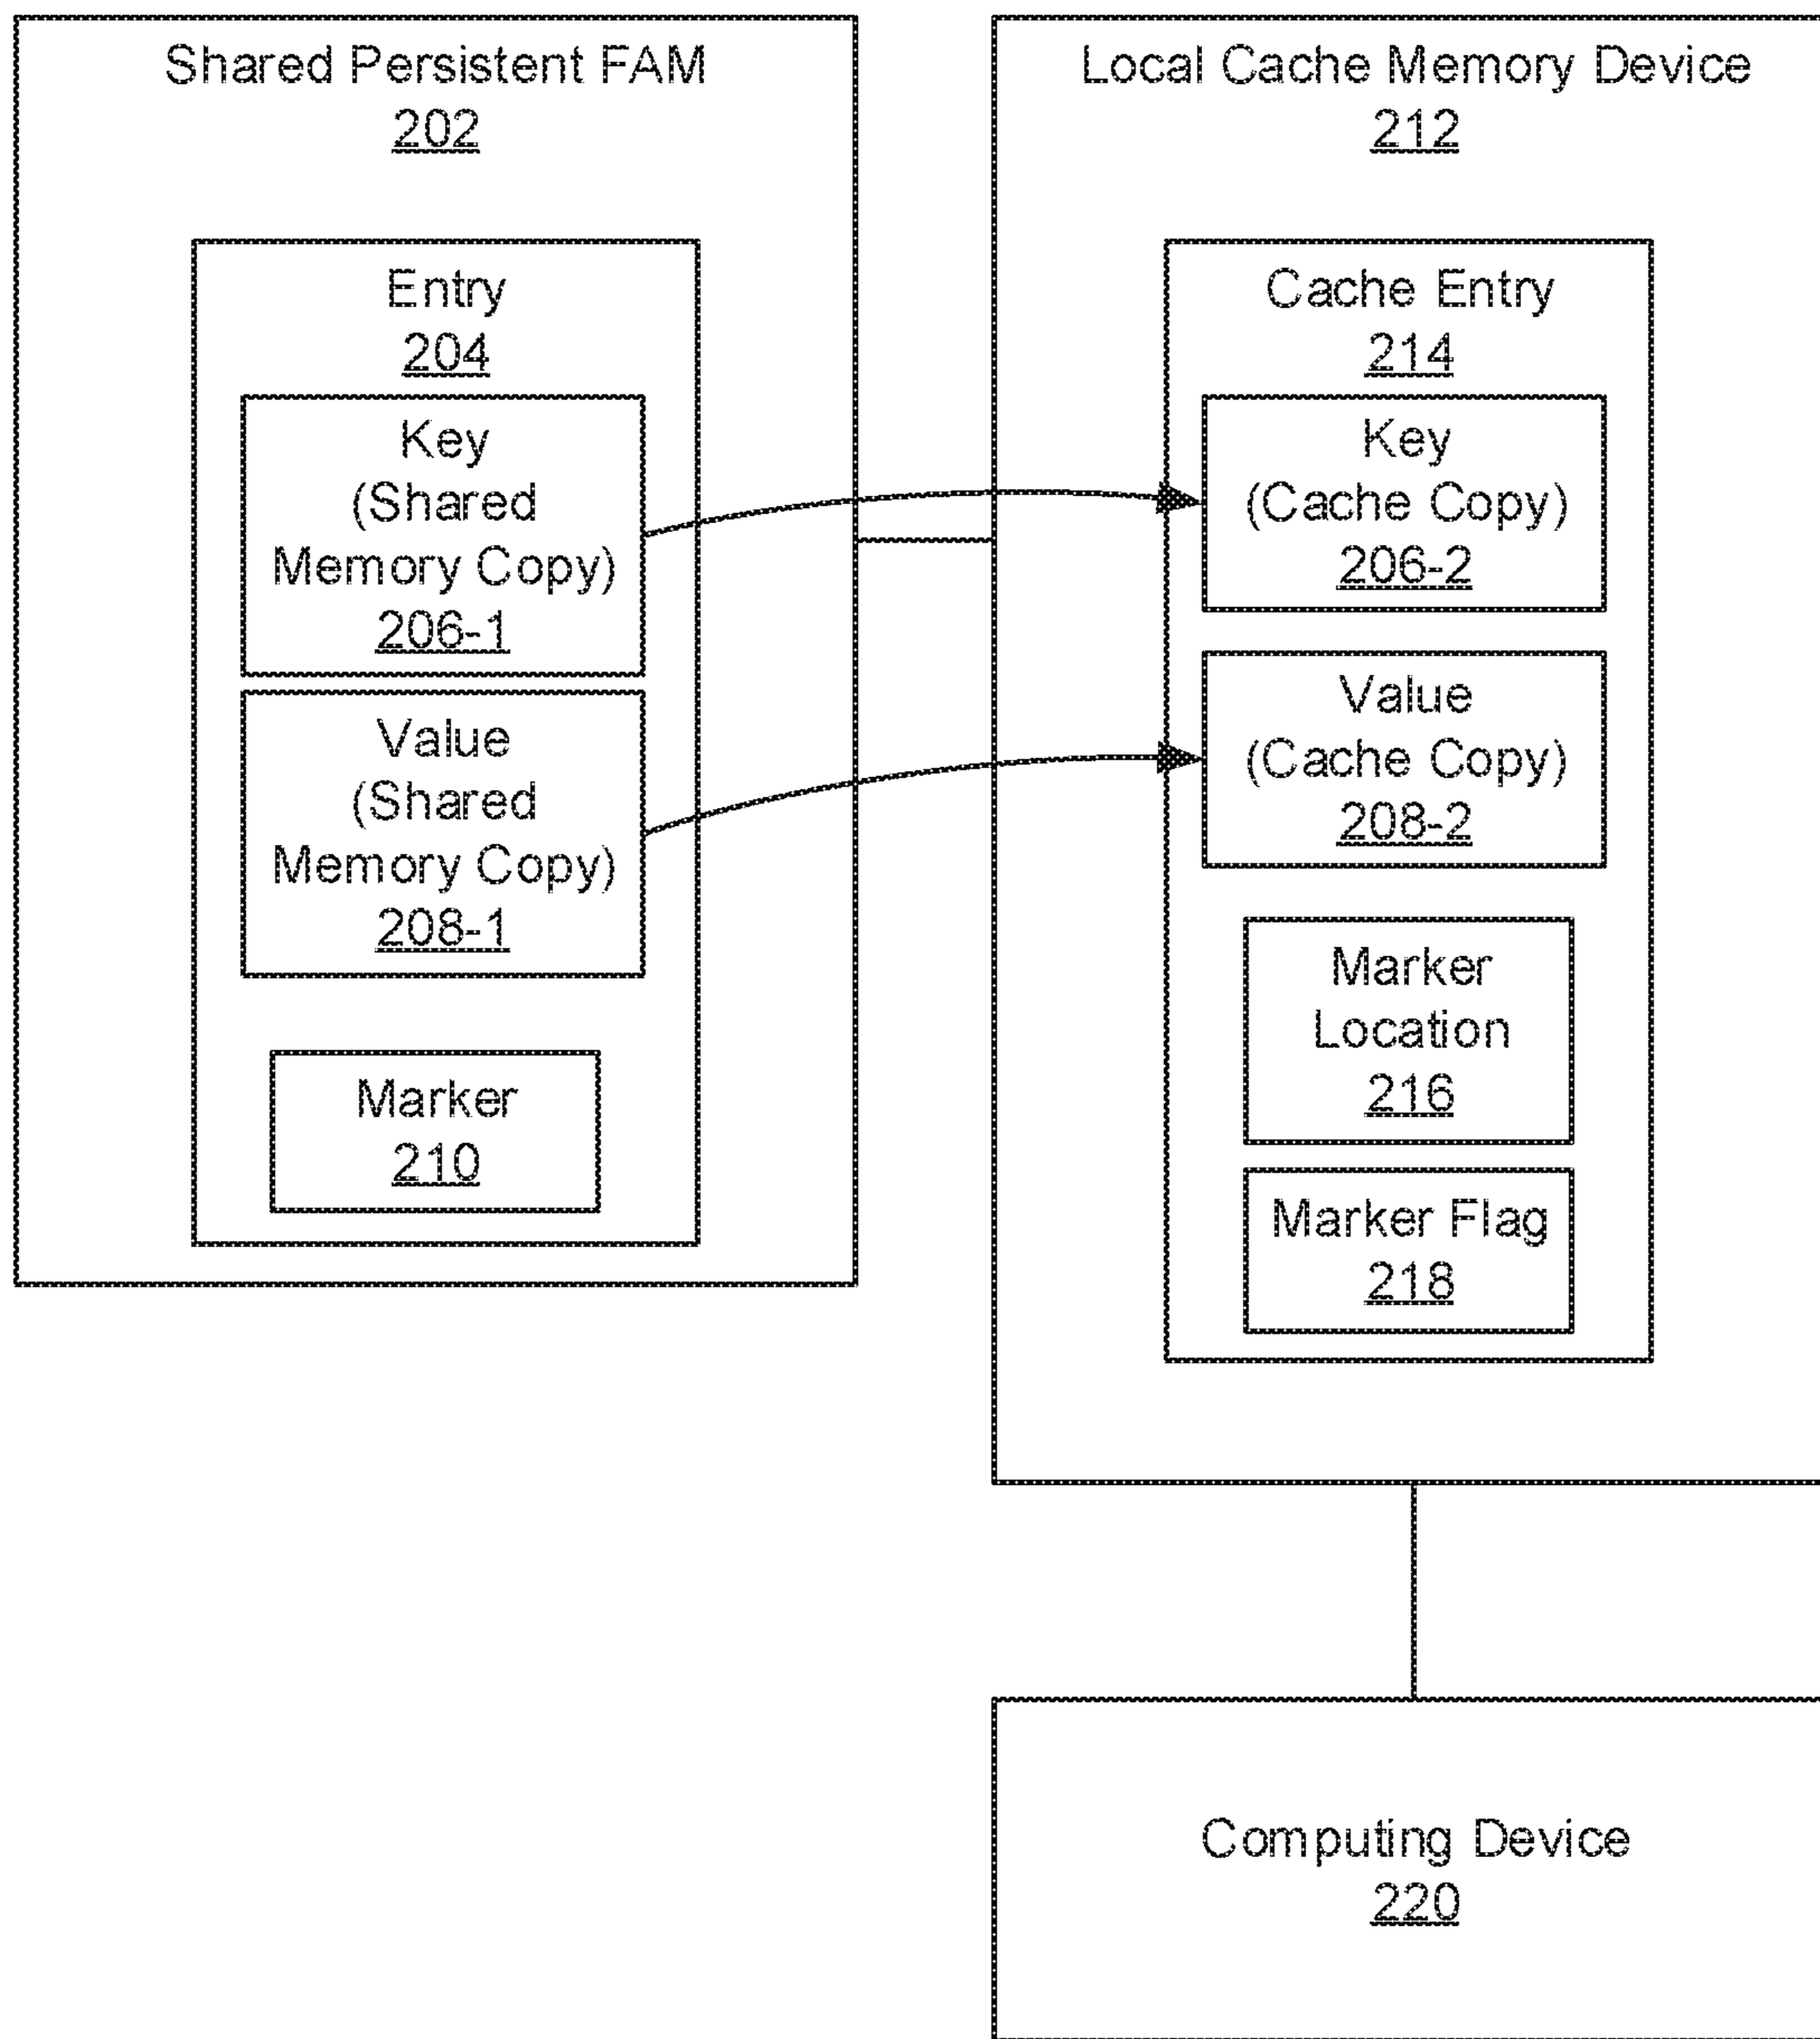 Shared Persistent FAM
202
Entry
204
Key
(Shared
Memory Copy)
206-1
Value
(Shared
Memory Copy)
208-1
Marker
210
Local Cache Memory Device
212
Cache Entry
214
Key
(Cache Copy)
206-2
Value
(Cache Copy)
208-2
Marker
Location
216
Marker Flag
218
Computing Device
220